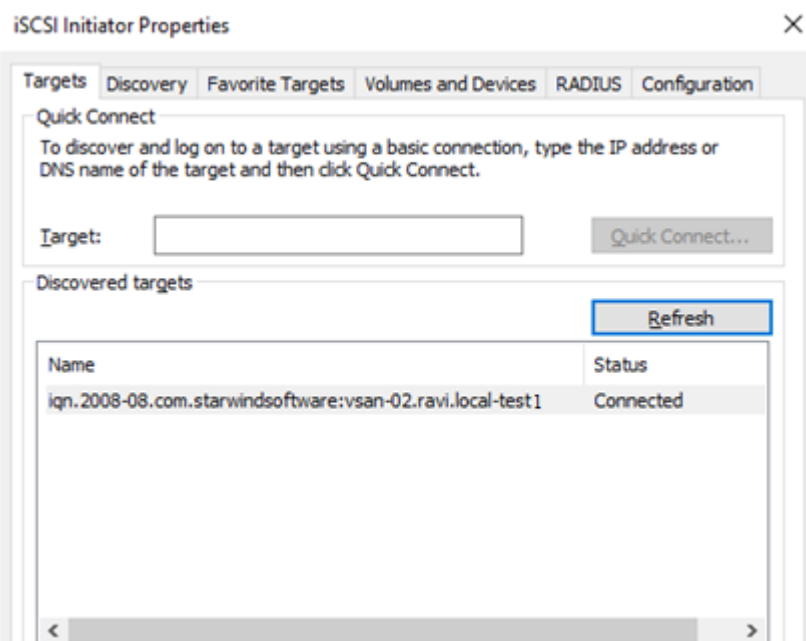 iSCSI Initiator Properties
Targets Discovery Favorite Targets Volumes and Devices RADIUS Configuration
Quick Connect
To discover and log on to a target using a basic connection, type the IP address or
DNS name of the target and then click Quick Connect.
Target: Quick Connect...
Discovered targets
Refresh
Name Status
iqn.2008-08.com.starwindsoftware:vsan-02.ravi.local-test1 Connected